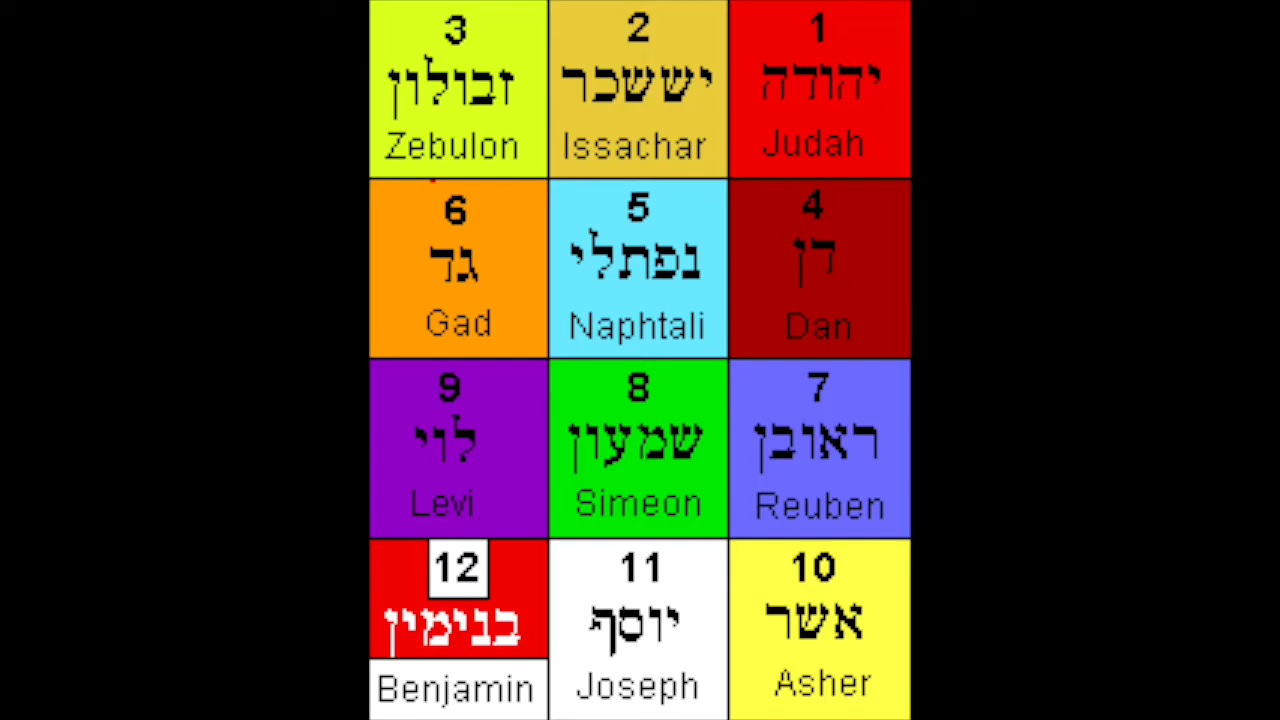 1
יהודה
Judah
2
יששכר
Issachar
3
זבולון
Zebulon
4
דן
Dan
5
נפתלי
Naphtali
6
גד
Gad
7
ראובן
Reuben
8
שמעון
Simeon
9
לוי
Levi
10
אשר
Asher
11
יוסף
Joseph
12
בנימין
Benjamin